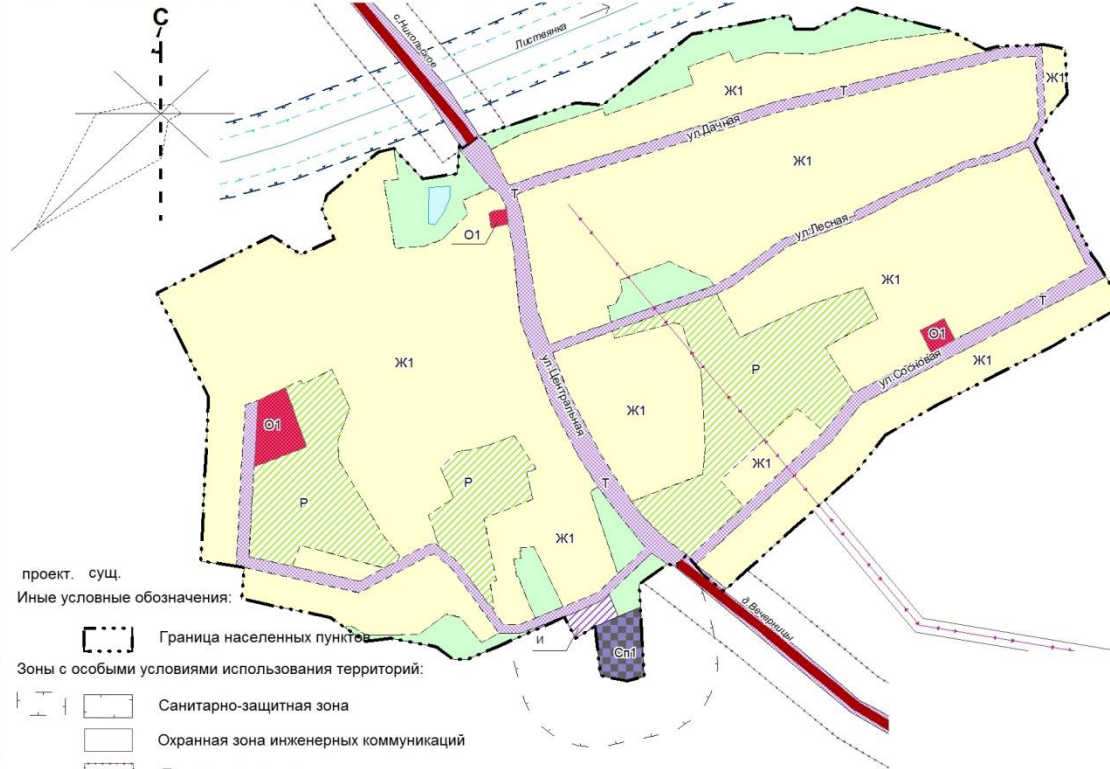 С
с.Никольское
Листвянка
Ж1
Ж1
Т
ул.Дачная
Ж1
Т
О1
ул.Лесная
Ж1
Т
О1
Ж1
ул.Сосновая
Ж1
ул.Центральная
Р
Ж1
О1
Ж1
Р
Р
Т
Ж1
д.Вечерницы
И
Сп1
проект. сущ.
Иные условные обозначения:
Граница населенных пунктов
Зоны с особыми условиями использования территорий:
Санитарно-защитная зона
Охранная зона инженерных коммуникаций